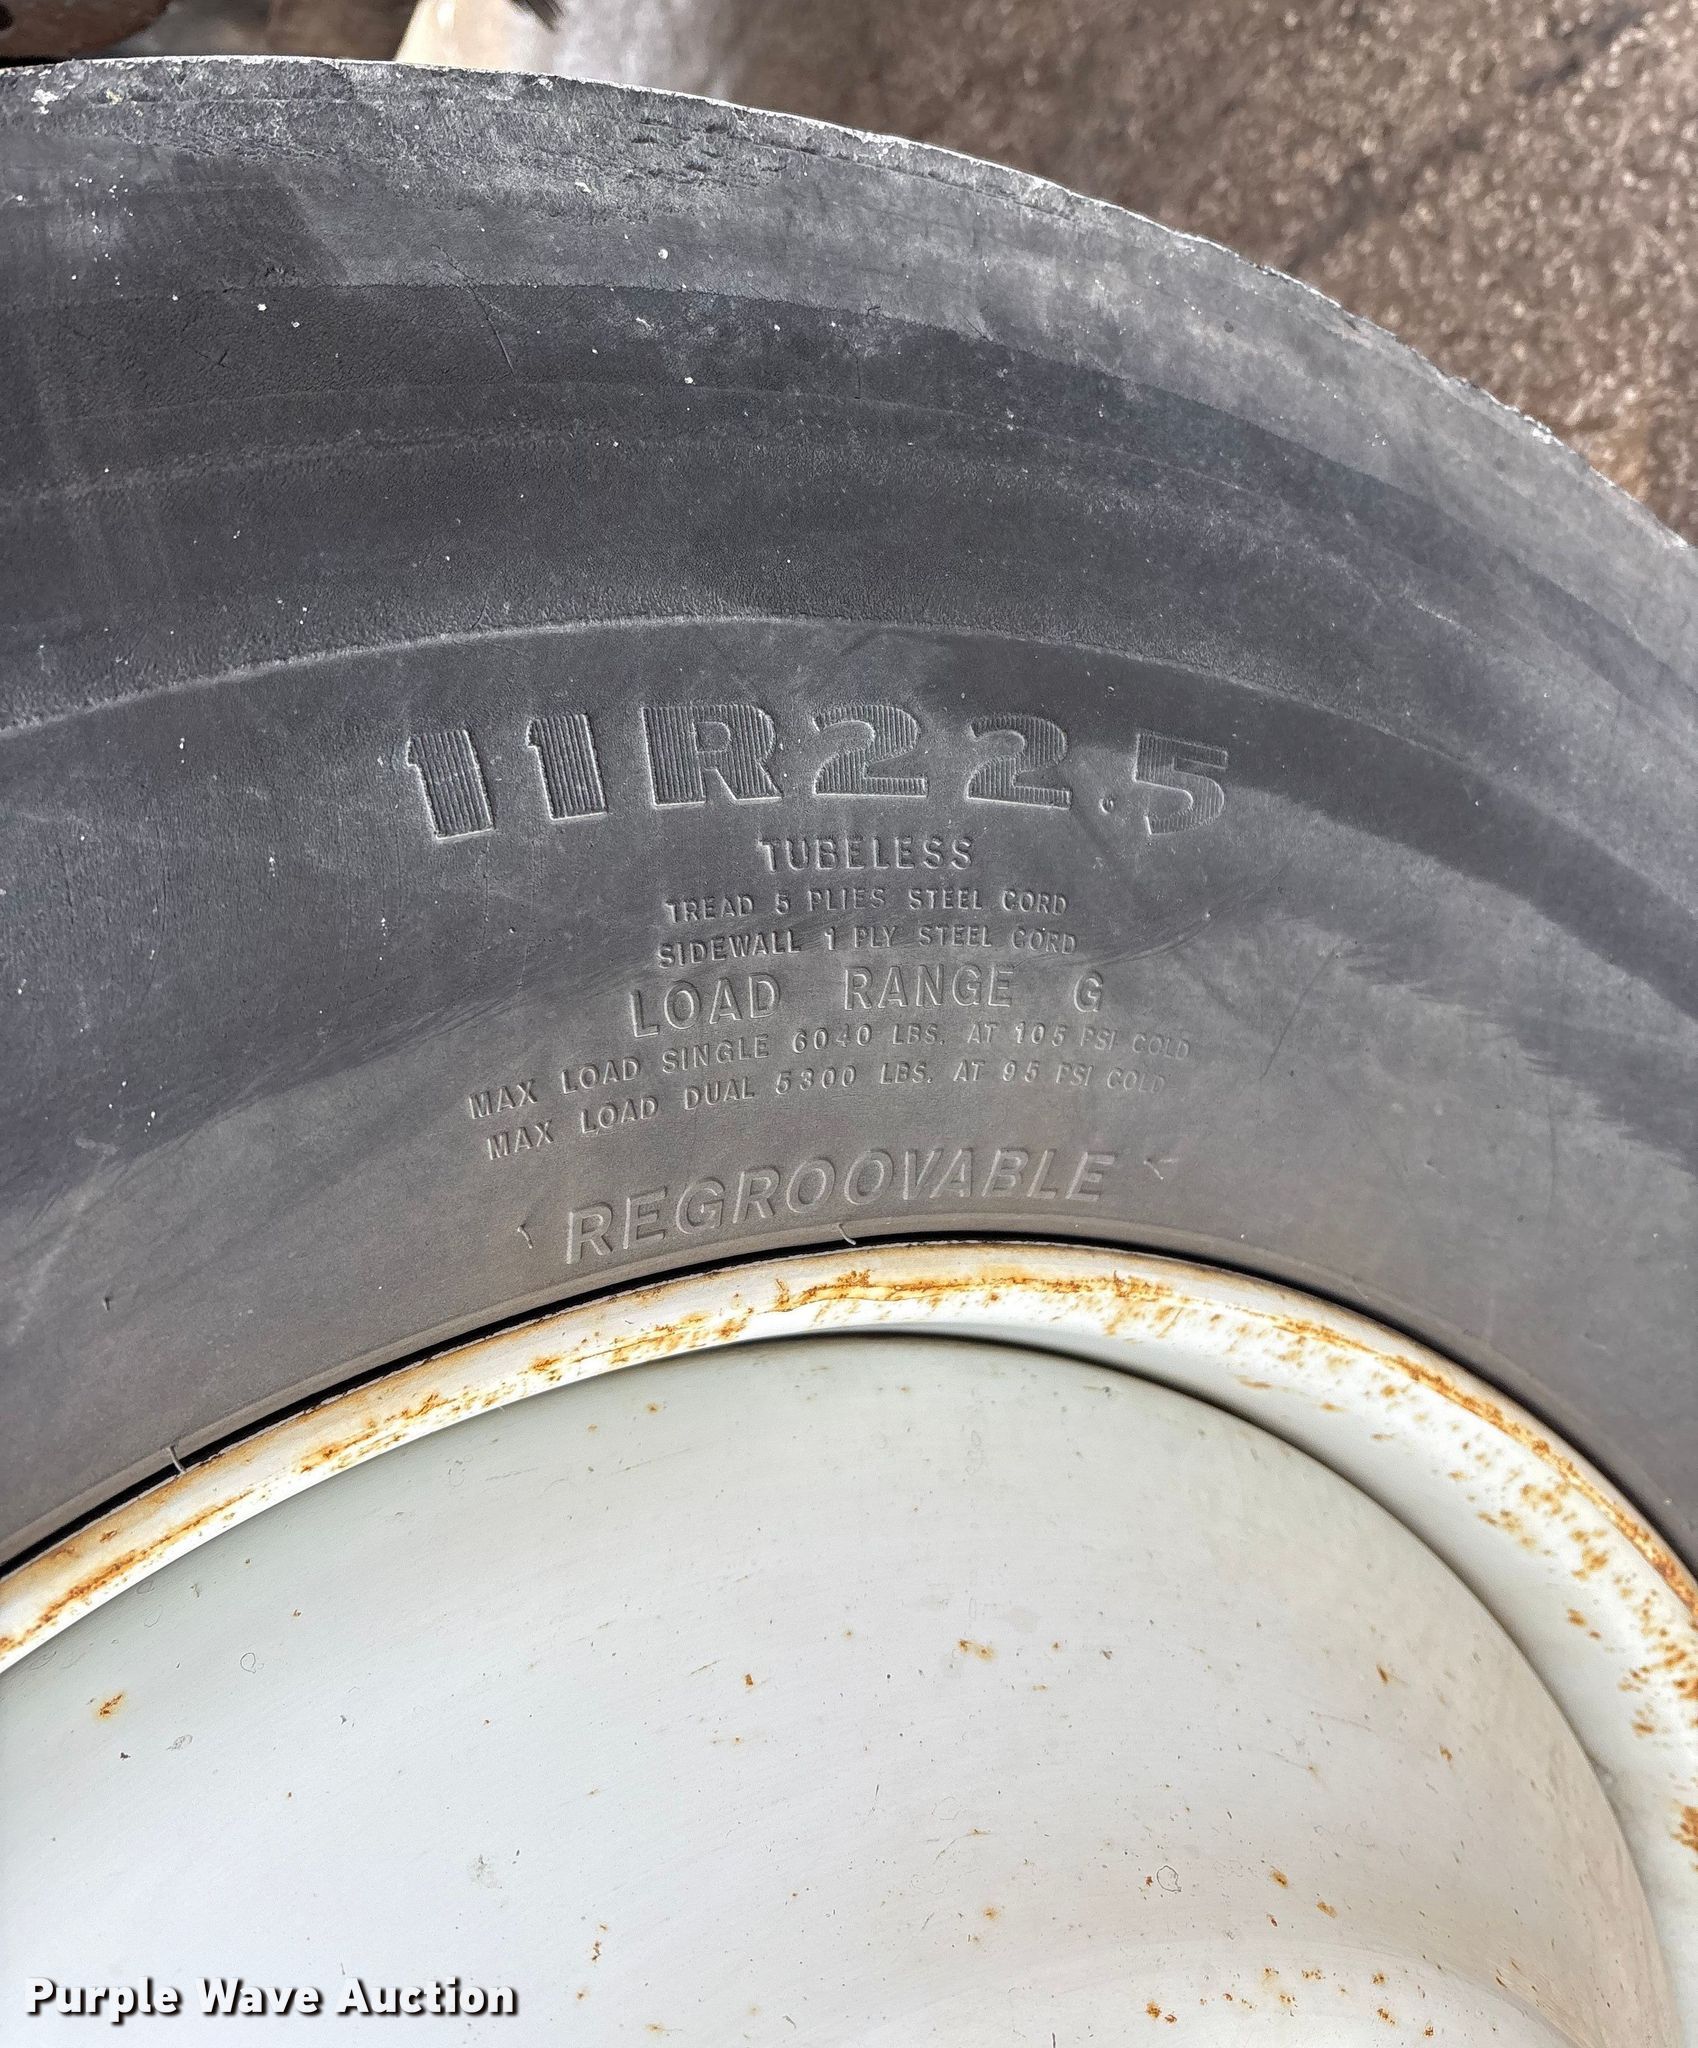 11R22.5
TUBELESS
TREAD 5 PLIES STEEL CORD
SIDEWALL 1 PLY STEEL CORD
LOAD RANGE G
MAX LOAD SINGLE 6040 LBS. AT 105 PSI COLD
MAX LOAD DUAL 5300 LBS. AT 95 PSI COLD
REGROOVABLE
Purple Wave Auction